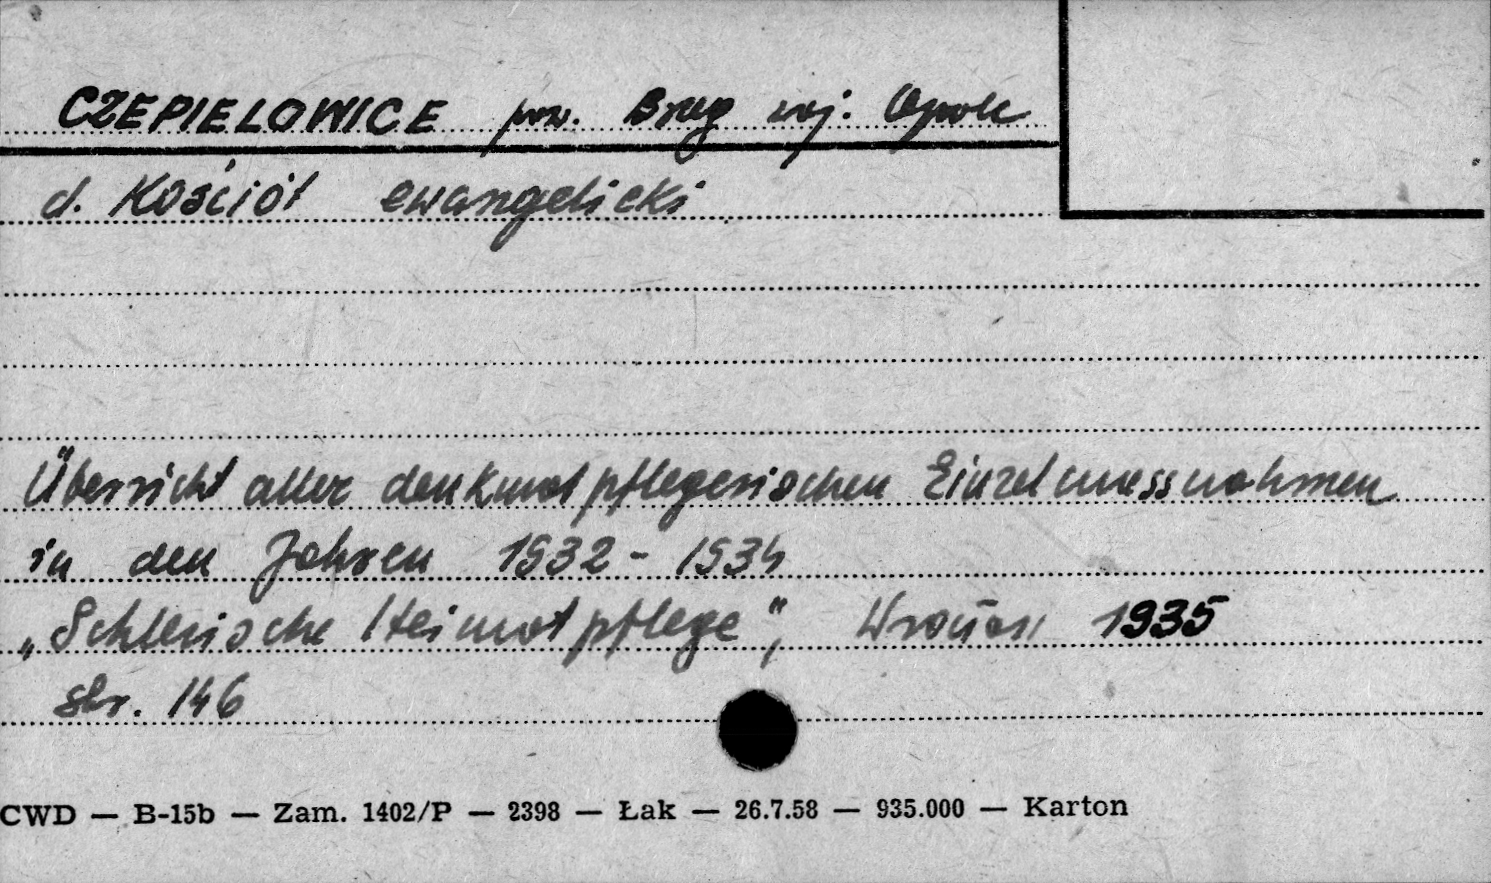 CZEPIELOWICE pow. Brzeg woj. Opole
d. Kościół ewangelicki
Übersicht aller denkmalpflegerischen Einzelmassnahmen
in den Jahren 1932 - 1934
„Schlesische Heimatpflege”, 1935
str. 146
CWD — B-15b — Zam. 1402/P — 2398 — Łak — 26.7.58 — 935.000 — Karton